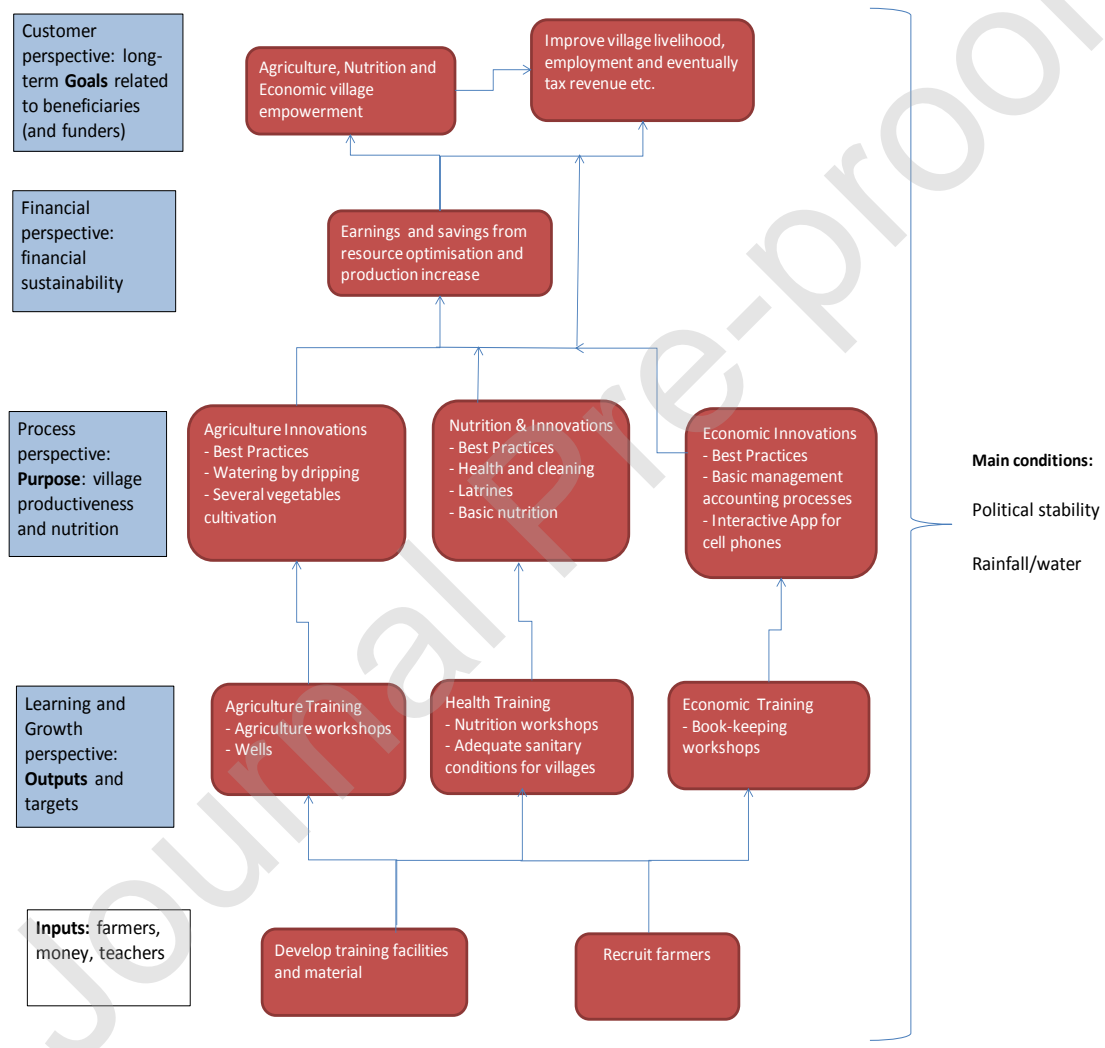 Customer
perspective: long-
term Goals related
to beneficiaries
(and funders)
Agriculture, Nutrition and
Economic village
empowerment
Improve village livelihood,
employment and eventually
tax revenue etc.
Financial
perspective:
financial
sustainability
Earnings and savings from
resource optimisation and
production increase
Process
perspective:
Purpose: village
productiveness
and nutrition
Agriculture Innovations
- Best Practices
- Watering by dripping
- Several vegetables
cultivation
Nutrition & Innovations
- Best Practices
- Health and cleaning
- Latrines
- Basic nutrition
Economic Innovations
- Best Practices
- Basic management
accounting processes
- Interactive App for
cell phones
Main conditions:
Political stability
Rainfall/water
Learning and
Growth
perspective:
Outputs and
targets
Agriculture Training
- Agriculture workshops
- Wells
Health Training
- Nutrition workshops
- Adequate sanitary
conditions for villages
Economic Training
- Book-keeping
workshops
Inputs: farmers,
money, teachers
Develop training facilities
and material
Recruit farmers
Journal Pre-proof